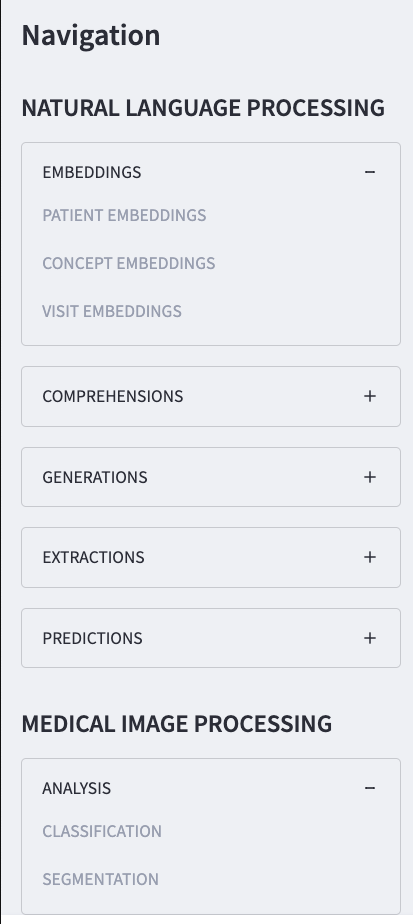 Navigation
NATURAL LANGUAGE PROCESSING
EMBEDDINGS −
PATIENT EMBEDDINGS
CONCEPT EMBEDDINGS
VISIT EMBEDDINGS
COMPREHENSIONS +
GENERATIONS +
EXTRACTIONS +
PREDICTIONS +
MEDICAL IMAGE PROCESSING
ANALYSIS −
CLASSIFICATION
SEGMENTATION